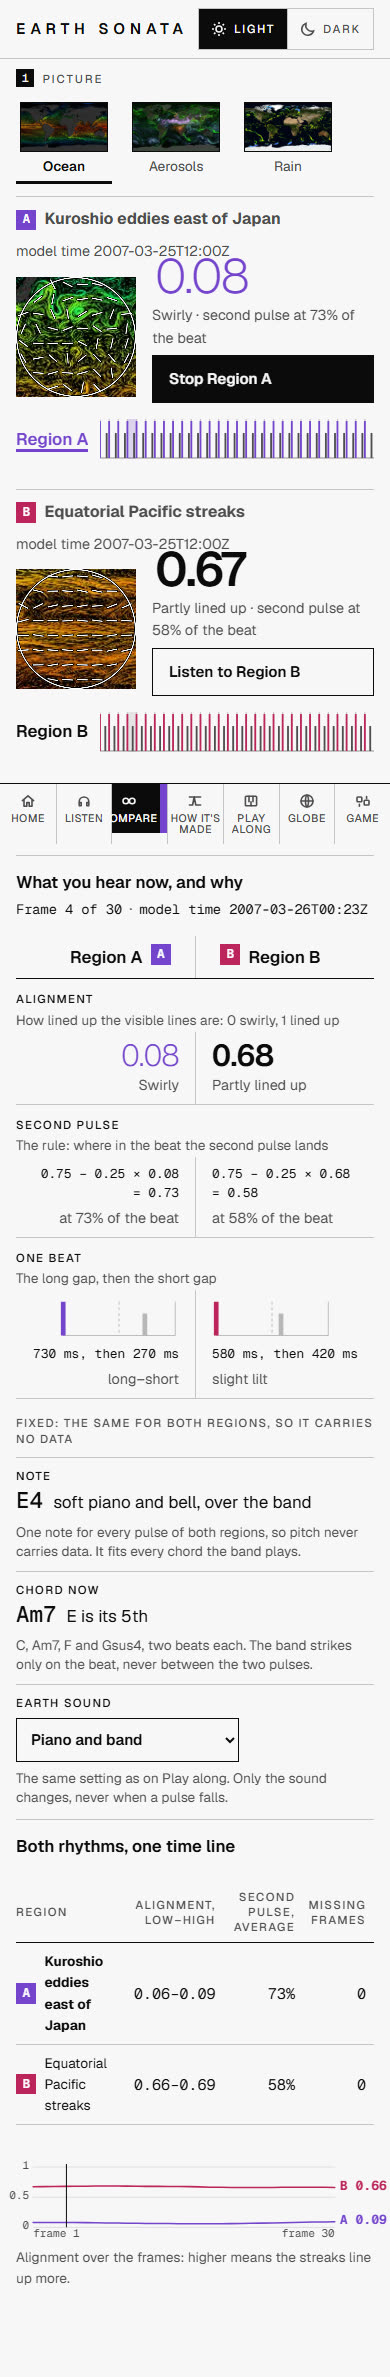 EARTH SONATA
LIGHT
DARK
1 PICTURE
Ocean
Aerosols
Rain
A Kuroshio eddies east of Japan
model time 2007-03-25T12:00Z
0.08
Swirly · second pulse at 73% of
the beat
Stop Region A
Region A
B Equatorial Pacific streaks
model time 2007-03-25T12:00Z
0.67
Partly lined up · second pulse at
58% of the beat
Listen to Region B
Region B
HOME
LISTEN
OMPARE
HOW IT'S
MADE
PLAY
ALONG
GLOBE
GAME
What you hear now, and why
Frame 4 of 30 · model time 2007-03-26T00:23Z
Region A A
B Region B
ALIGNMENT
How lined up the visible lines are: 0 swirly, 1 lined up
0.08
Swirly
0.68
Partly lined up
SECOND PULSE
The rule: where in the beat the second pulse lands
0.75 − 0.25 × 0.08
= 0.73
at 73% of the beat
0.75 − 0.25 × 0.68
= 0.58
at 58% of the beat
ONE BEAT
The long gap, then the short gap
730 ms, then 270 ms
long–short
580 ms, then 420 ms
slight lilt
FIXED: THE SAME FOR BOTH REGIONS, SO IT CARRIES
NO DATA
NOTE
E4 soft piano and bell, over the band
One note for every pulse of both regions, so pitch never
carries data. It fits every chord the band plays.
CHORD NOW
Am7 E is its 5th
C, Am7, F and Gsus4, two beats each. The band strikes
only on the beat, never between the two pulses.
EARTH SOUND
Piano and band
The same setting as on Play along. Only the sound
changes, never when a pulse falls.
Both rhythms, one time line
REGION
ALIGNMENT,
LOW–HIGH
SECOND
PULSE,
AVERAGE
MISSING
FRAMES
A Kuroshio
eddies
east of
Japan
0.06–0.09
73%
0
B Equatorial
Pacific
streaks
0.66–0.69
58%
0
1
0.5
0
B 0.66
A 0.09
frame 1
frame 30
Alignment over the frames: higher means the streaks line
up more.